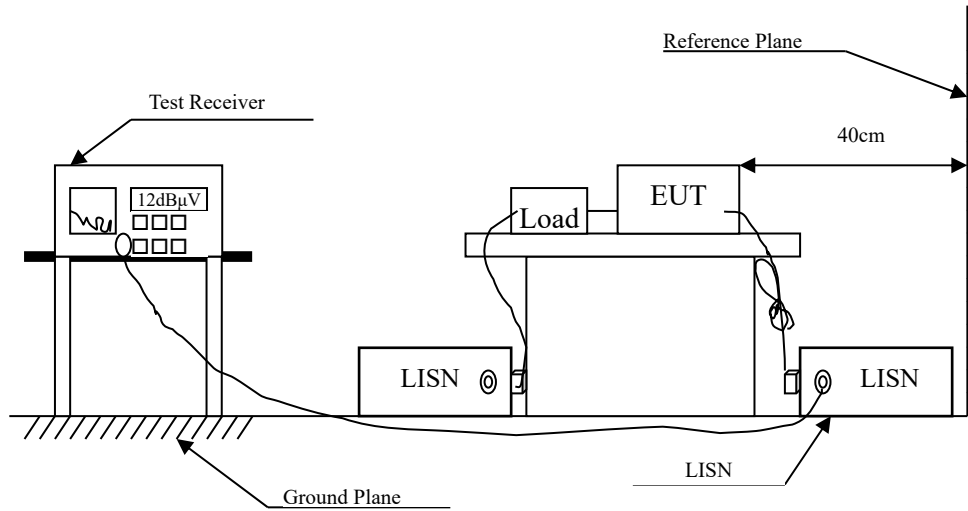 Reference Plane
Test Receiver
40cm
12dBµV
Load
EUT
LISN
LISN
LISN
Ground Plane